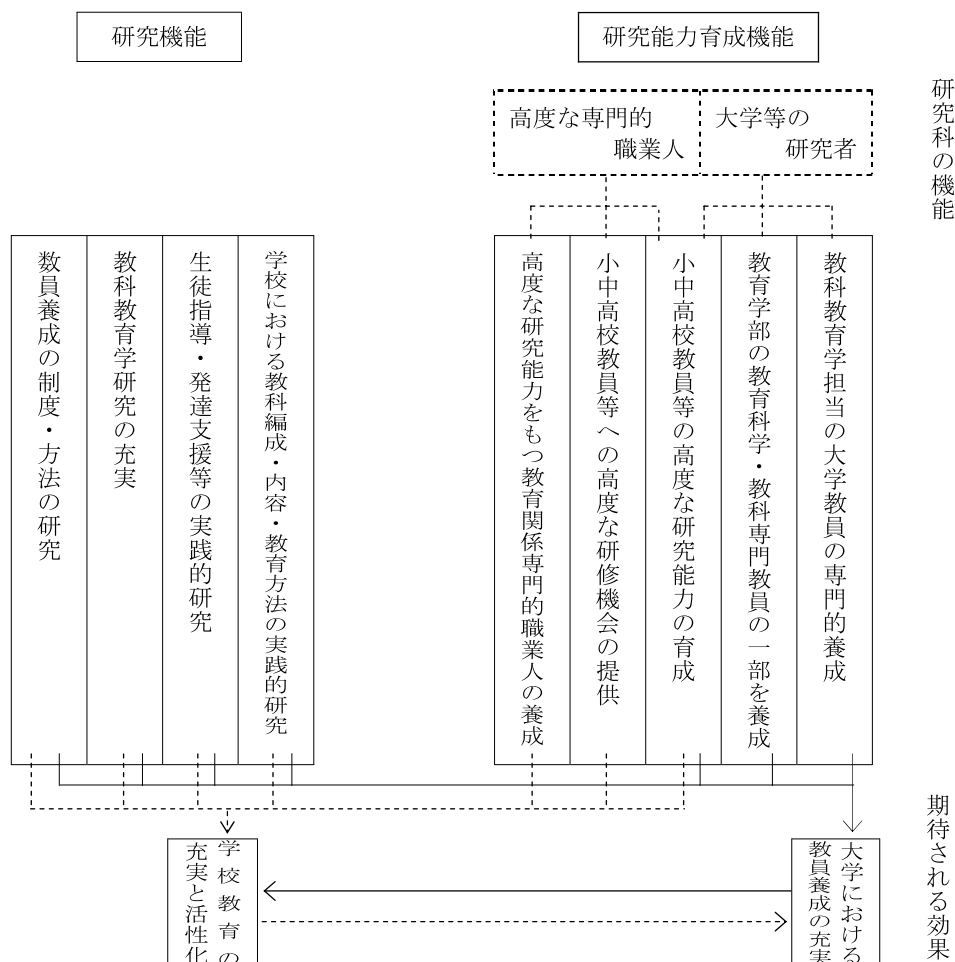 研究機能
研究能力育成機能
研究科の機能
高度な専門的
職業人
大学等の
研究者
教科教育学担当の大学教員の専門的養成
教育学部の教育科学・教科専門教員の一部を養成
小中高校教員等の高度な研究能力の育成
小中高校教員等への高度な研修機会の提供
高度な研究能力をもつ教育関係専門的職業人の養成
学校における教科編成・内容・教育方法の実践的研究
生徒指導・発達支援等の実践的研究
教科教育学研究の充実
数員養成の制度・方法の研究
期待される効果
大学における
教員養成の充実
学校教育の
充実と活性化